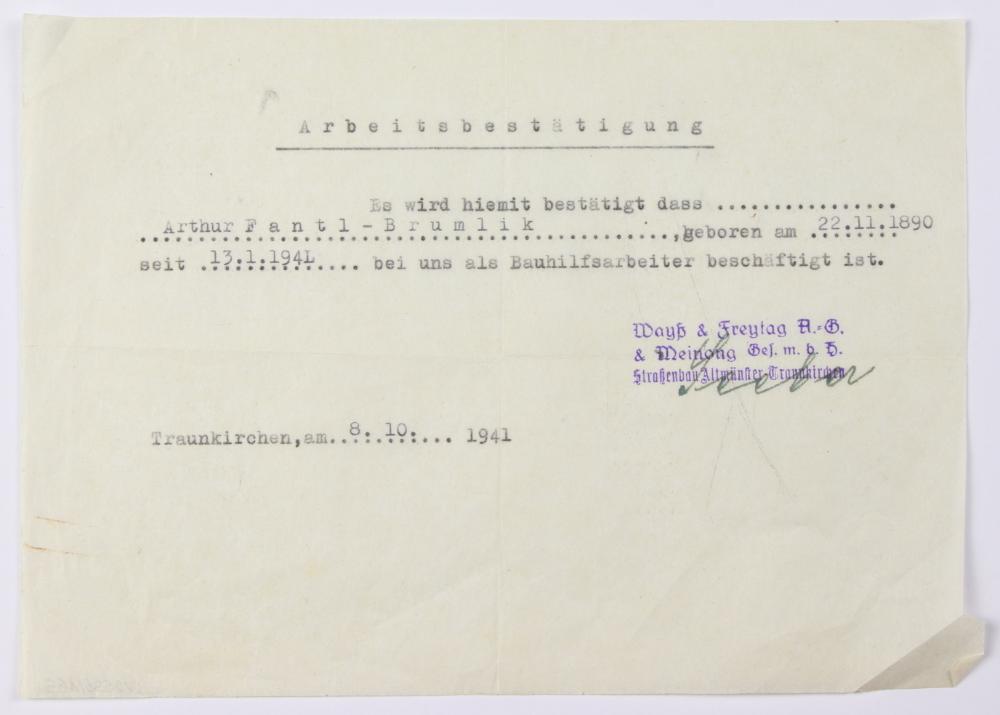 Arbeitsbestätigung
Es wird hiemit bestätigt dass ................
Arthur Fantl-Brumlik ,geboren am 22.11.1890
seit 13.1.194L bei uns als Bauhilfsarbeiter beschäftigt ist.
Wayß & Freytag A.=G.
& Meinong Ges. m. b. H.
Straßenbau Altmünster-Traunkirchen
Traunkirchen,am 8. 10. 1941